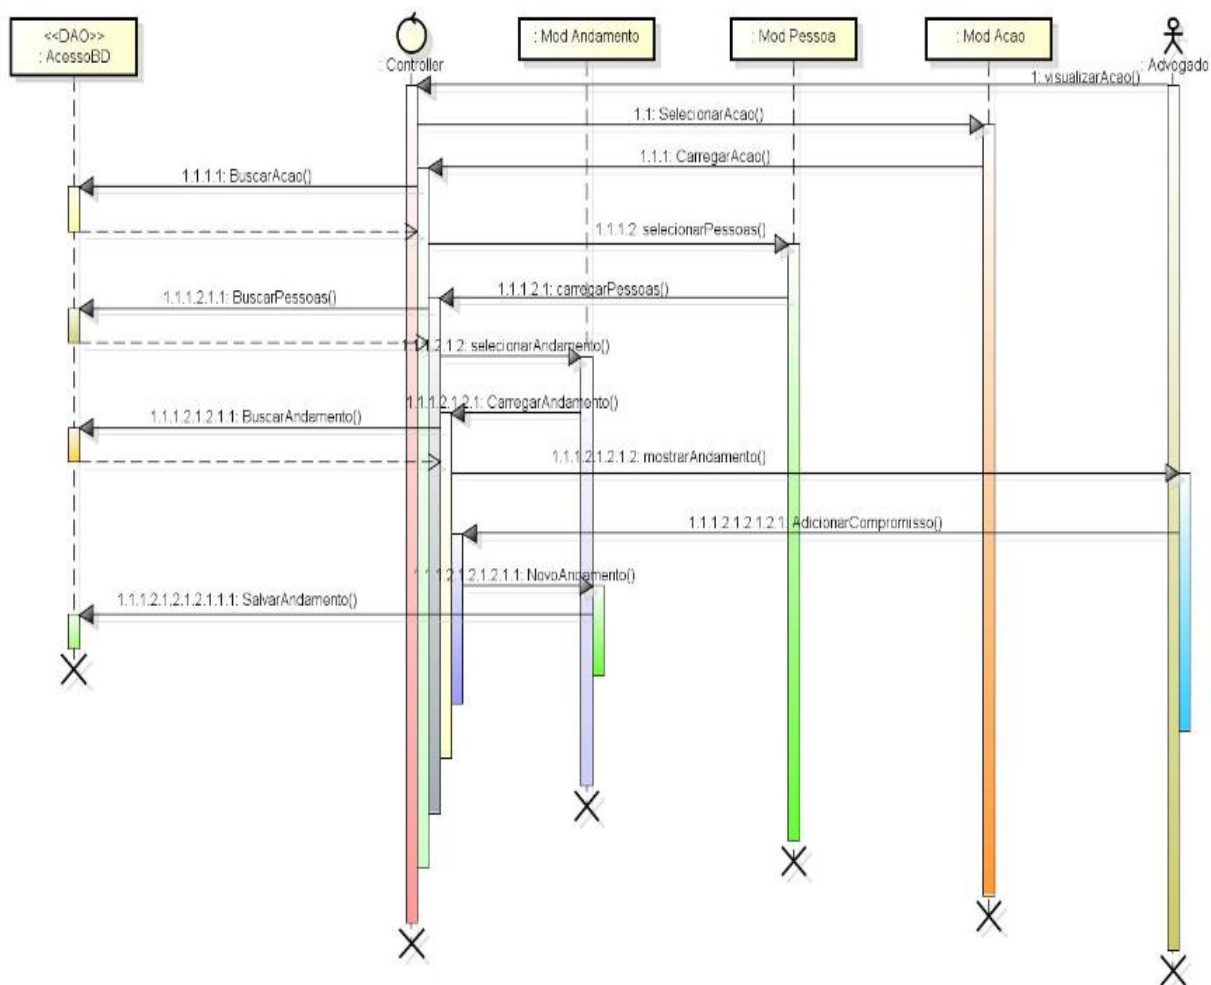 <<DAO>>
: AcessoBD
: Controller
: Mod Andamento
: Mod Pessoa
: Mod Acao
: Advogado
1: visualizarAcao()
1.1: SelecionarAcao()
1.1.1: CarregarAcao()
1.1.1.1: BuscarAcao()
1.1.1.2: selecionarPessoas()
1.1.1.2.1: carregarPessoas()
1.1.1.2.1.1: BuscarPessoas()
1.1.1.2.1.2: selecionarAndamento()
1.1.1.2.1.2.1: CarregarAndamento()
1.1.1.2.1.2.1.1: BuscarAndamento()
1.1.1.2.1.2.1.2: mostrarAndamento()
1.1.1.2.1.2.1.2.1: AdicionarCompromisso()
1.1.1.2.1.2.1.2.1.1: NovoAndamento()
1.1.1.2.1.2.1.2.1.1.1: SalvarAndamento()